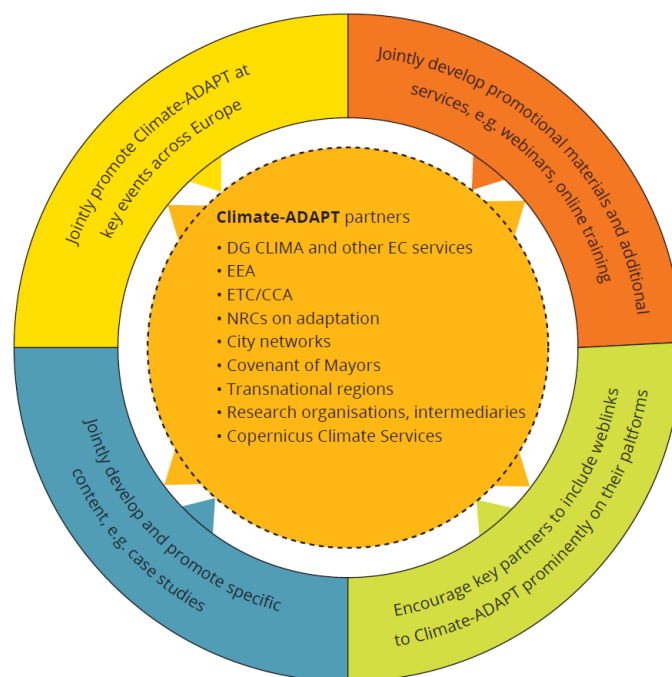 Jointly promote Climate-ADAPT at
key events across Europe
Jointly develop promotional materials and additional
services, e.g. webinars, online training
Climate-ADAPT partners
• DG CLIMA and other EC services
• EEA
• ETC/CCA
• NRCs on adaptation
• City networks
• Covenant of Mayors
• Transnational regions
• Research organisations, intermediaries
• Copernicus Climate Services
Jointly develop and promote specific
content, e.g. case studies
Encourage key partners to include weblinks
to Climate-ADAPT prominently on their paltforms